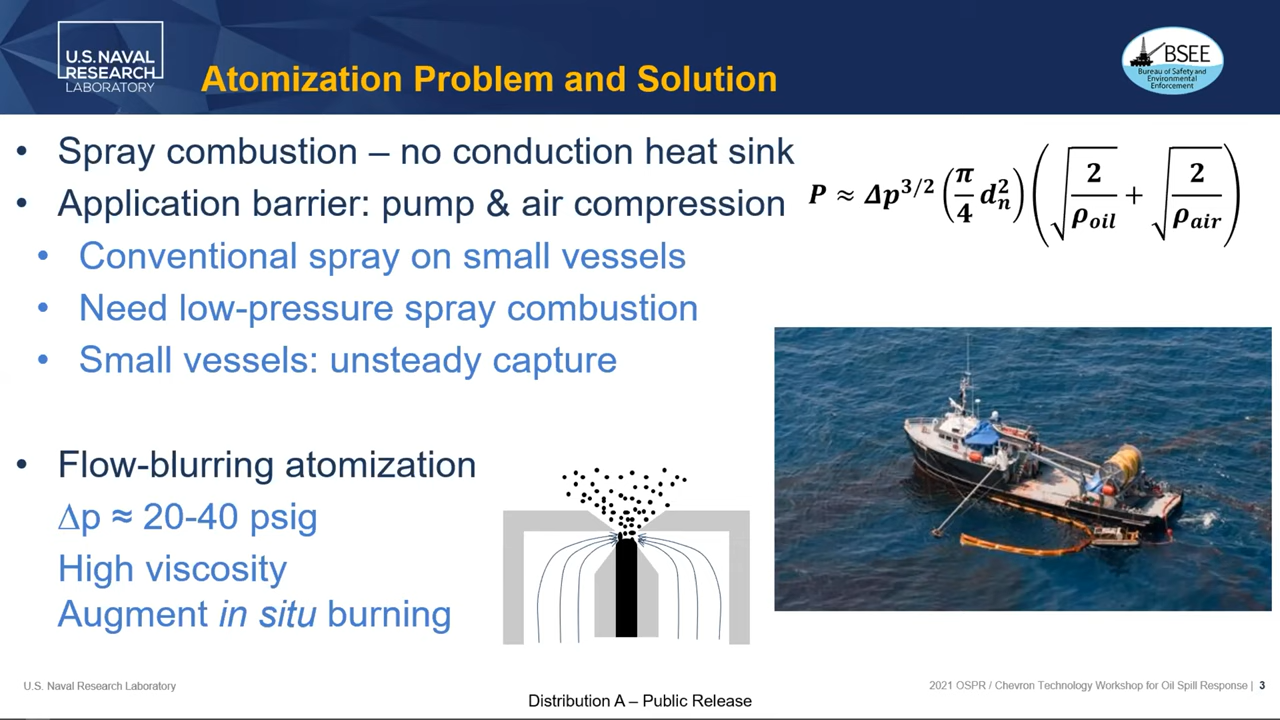 U.S. NAVAL
RESEARCH
LABORATORY
Atomization Problem and Solution
BSEE
Bureau of Safety and
Environmental
Enforcement
• Spray combustion – no conduction heat sink
• Application barrier: pump & air compression
• Conventional spray on small vessels
• Need low-pressure spray combustion
• Small vessels: unsteady capture
P ≈ Δp^{3/2} (π/4 d_n^2) (√(2/ρ_{oil}) + √(2/ρ_{air}))
• Flow-blurring atomization
Δp ≈ 20-40 psig
High viscosity
Augment in situ burning
U.S. Naval Research Laboratory
Distribution A – Public Release
2021 OSPR / Chevron Technology Workshop for Oil Spill Response | 3